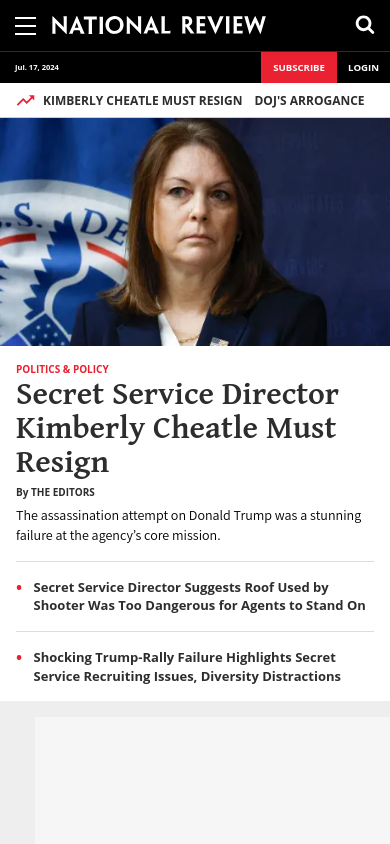 NATIONAL REVIEW
Jul. 17, 2024
SUBSCRIBE
LOGIN
KIMBERLY CHEATLE MUST RESIGN DOJ'S ARROGANCE
S. DE
POLITICS & POLICY
Secret Service Director
Kimberly Cheatle Must
Resign
By THE EDITORS
The assassination attempt on Donald Trump was a stunning
failure at the agency’s core mission.
Secret Service Director Suggests Roof Used by
Shooter Was Too Dangerous for Agents to Stand On
Shocking Trump-Rally Failure Highlights Secret
Service Recruiting Issues, Diversity Distractions